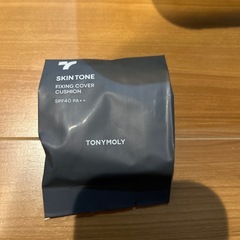 SKIN TONE
FIXING COVER
CUSHION
SPF40 PA++
TONYMOLY